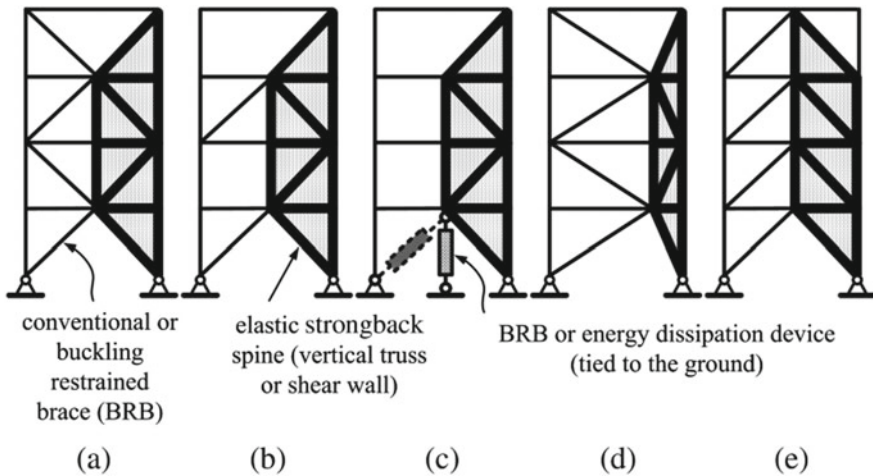 conventional or
buckling
restrained
brace (BRB)
elastic strongback
spine (vertical truss
or shear wall)
BRB or energy dissipation device
(tied to the ground)
(a) (b) (c) (d) (e)